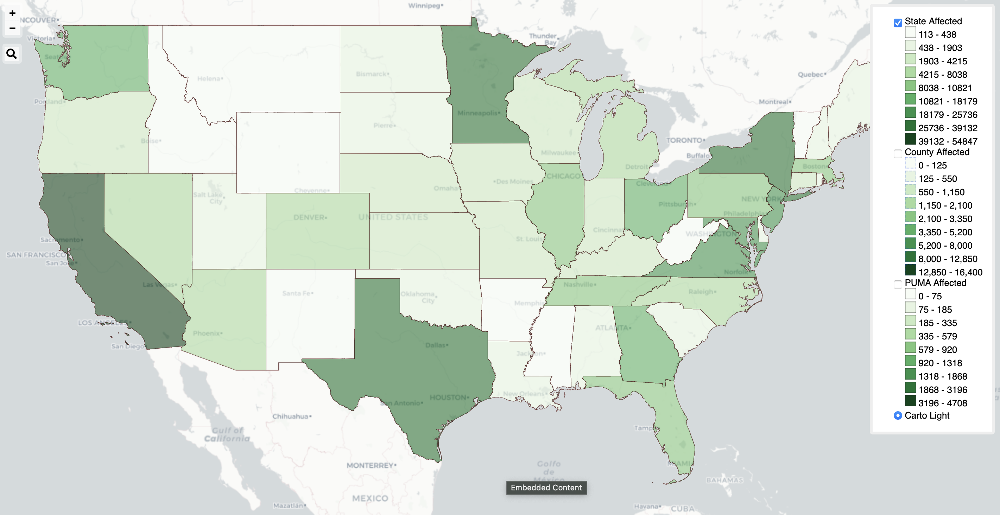 +
−
Winnipeg
NCOUVER
Victoria
Thunder
Bay
Seattle
Quebec
Helena
Bismarck
Montreal
Portland
Minneapolis
Pierre
Boise
TORONTO
Milwaukee
Buffalo
Detroit
Boston
CHICAGO
Des Moines
Cleveland
Omaha
Cheyenne
Salt Lake
City
NEW YORK
Pittsburgh
Philadelphia
DENVER
UNITED STATES
Cincinnati
WASHINGTON
Sacramento
St. Louis
SAN FRANCISCO
San Jose
Norfolk
Las Vegas
Nashville
Raleigh
Santa Fe
Oklahoma
City
Memphis
LOS ANGELES
ATLANTA
Phoenix
Dallas
San Diego
Jackson
New Orleans
HOUSTON
San Antonio
Chihuahua
Tamp
Gulf of
California
MIAMI
MONTERREY
Golfo
de
México
BAHAMAS
Embedded Content
MEXICO
Mazatlán
Havana
CUBA
State Affected
113 - 438
438 - 1903
1903 - 4215
4215 - 8038
8038 - 10821
10821 - 18179
18179 - 25736
25736 - 39132
39132 - 54847
County Affected
0 - 125
125 - 550
550 - 1,150
1,150 - 2,100
2,100 - 3,350
3,350 - 5,200
5,200 - 8,000
8,000 - 12,850
12,850 - 16,400
PUMA Affected
0 - 75
75 - 185
185 - 335
335 - 579
579 - 920
920 - 1318
1318 - 1868
1868 - 3196
3196 - 4708
Carto Light